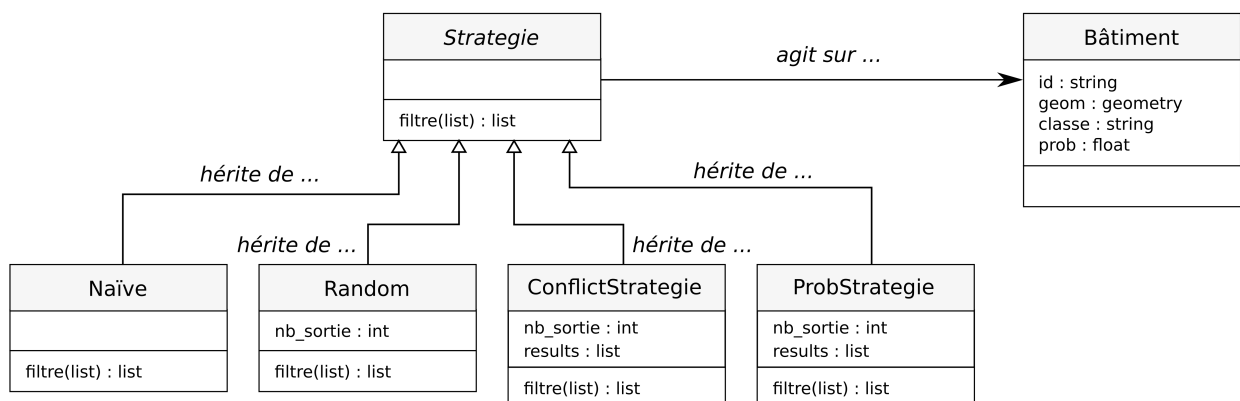 Strategie
filtre(list) : list
agit sur ...
Bâtiment
id : string
geom : geometry
classe : string
prob : float
hérite de ...
hérite de ...
hérite de ...
hérite de ...
Naïve
filtre(list) : list
Random
nb_sortie : int
filtre(list) : list
ConflictStrategie
nb_sortie : int
results : list
filtre(list) : list
ProbStrategie
nb_sortie : int
results : list
filtre(list) : list